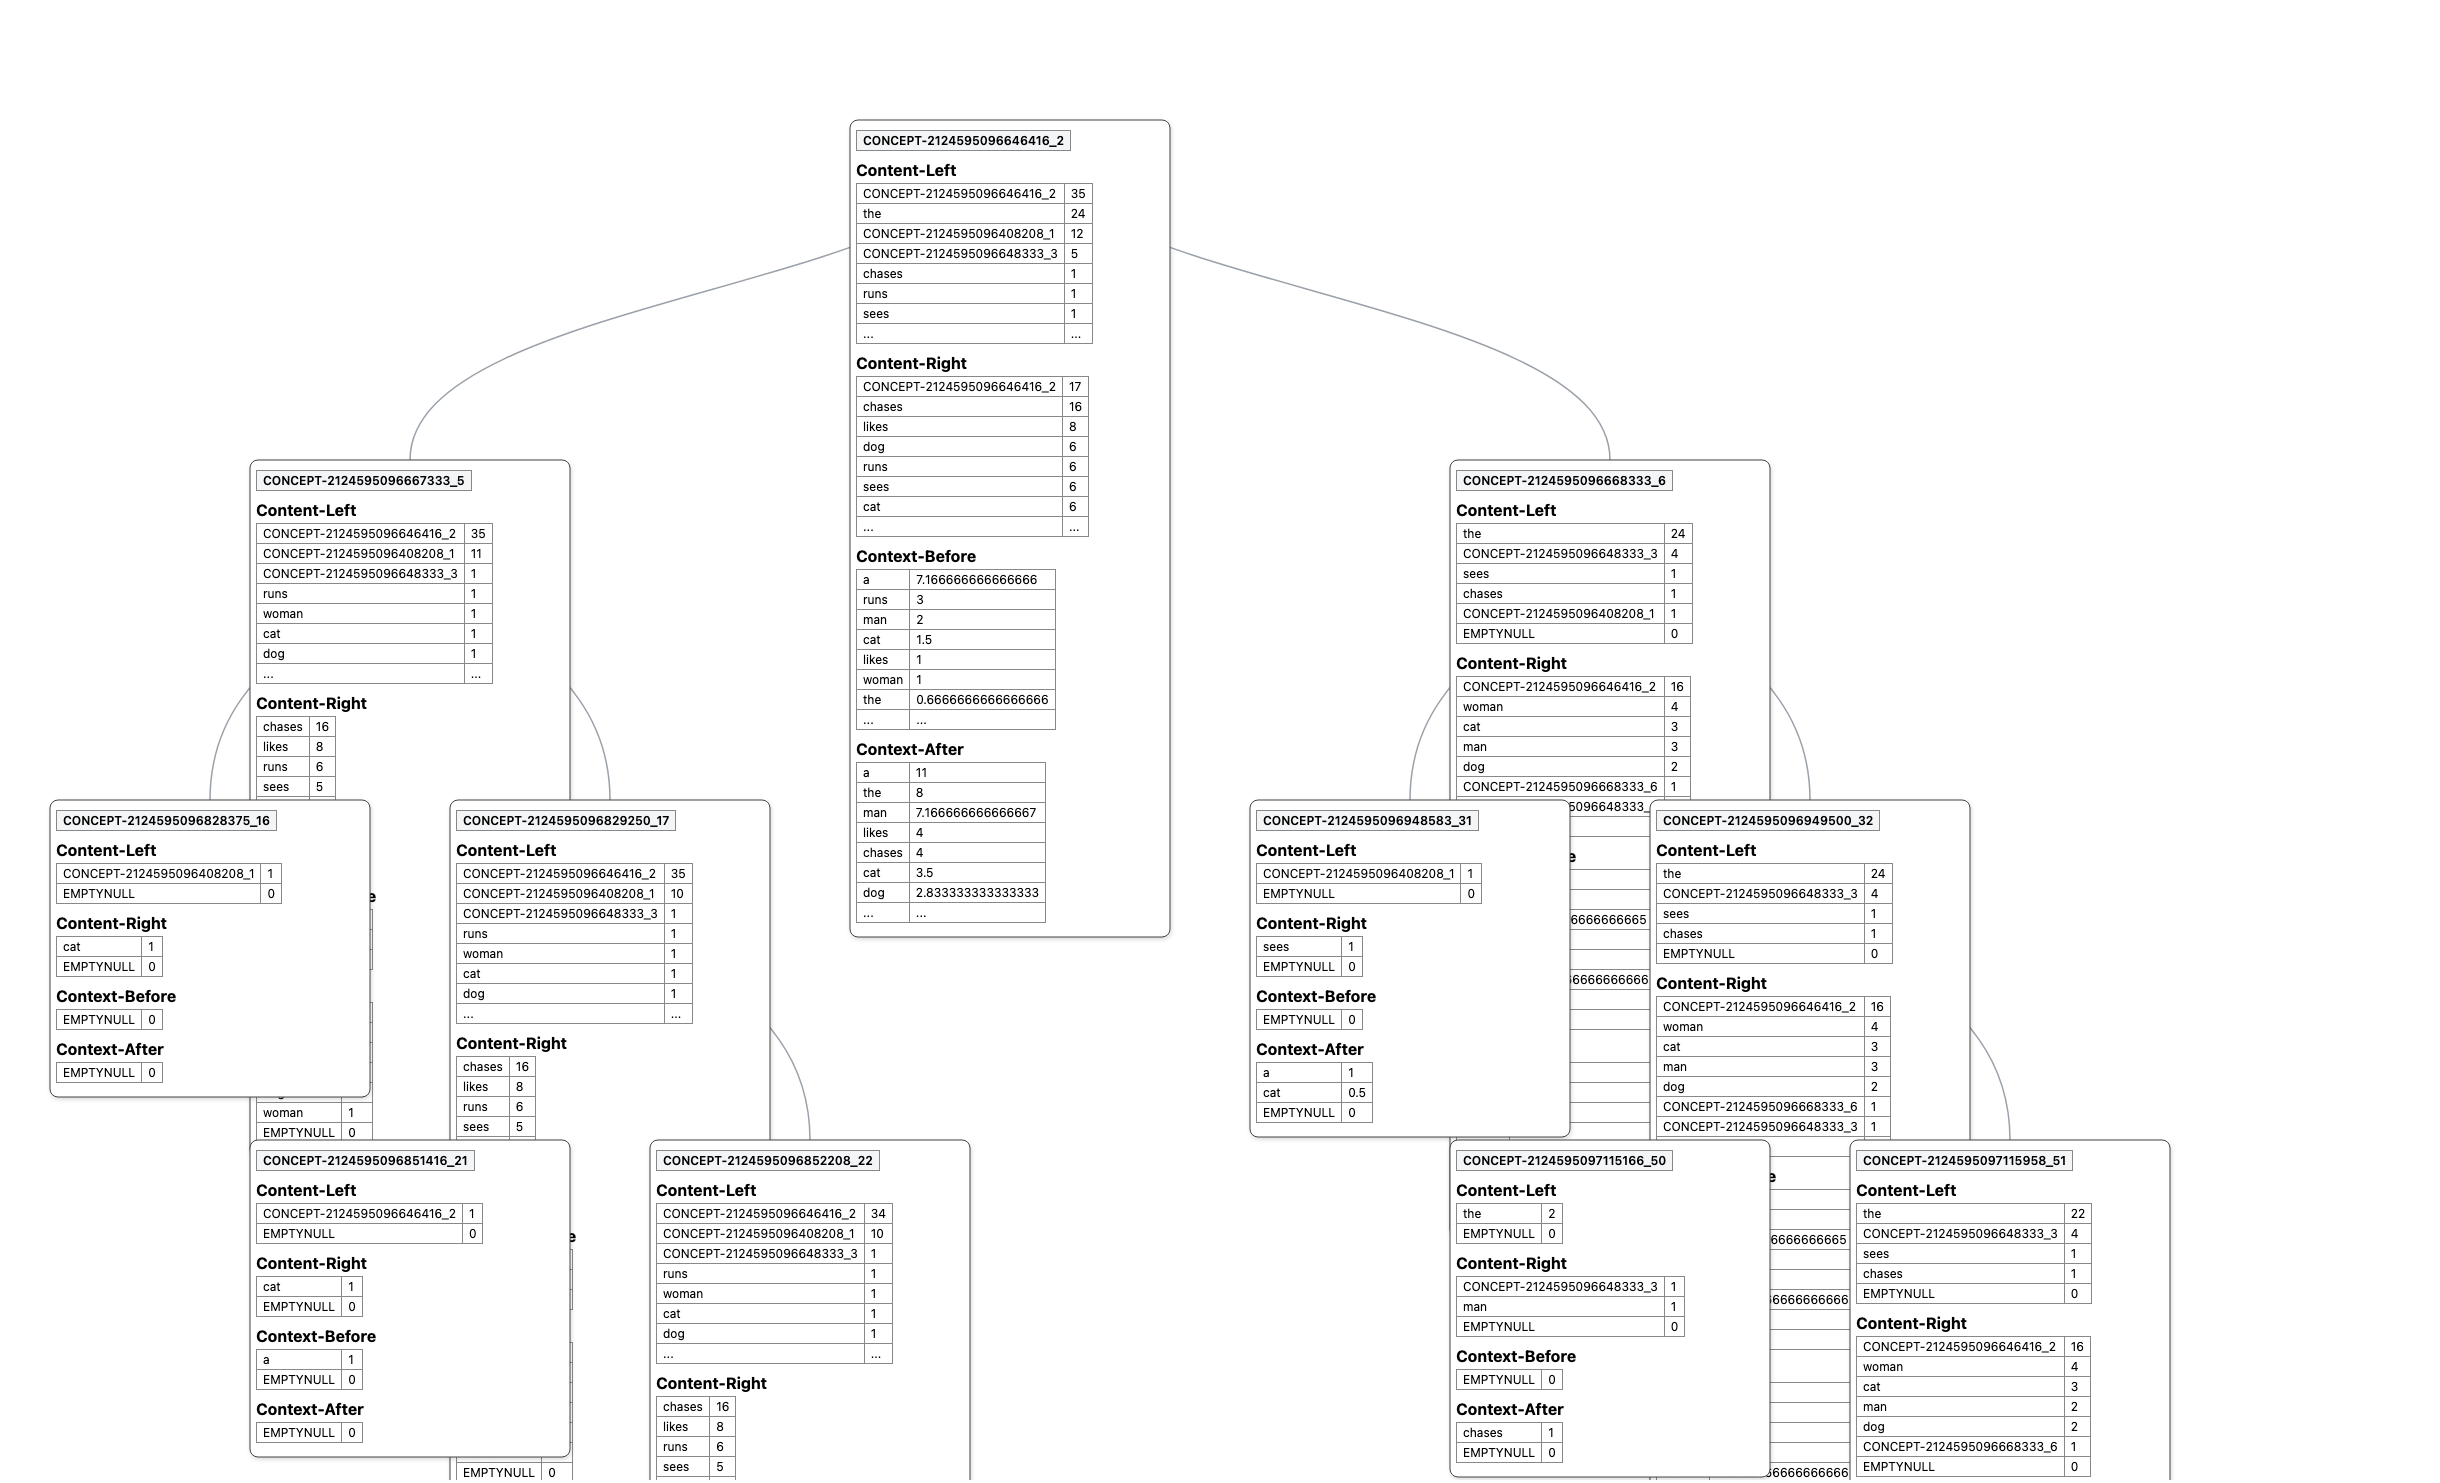 CONCEPT-2124595096646416_2
Content-Left
CONCEPT-2124595096646416_2 35
the 24
CONCEPT-2124595096408208_1 12
CONCEPT-2124595096648333_3 5
chases 1
runs 1
sees 1
... ...
Content-Right
CONCEPT-2124595096646416_2 17
chases 16
likes 8
dog 6
runs 6
sees 6
cat 6
... ...
Context-Before
a 7.166666666666666
runs 3
man 2
cat 1.5
likes 1
woman 1
the 0.6666666666666666
... ...
Context-After
a 11
the 8
man 7.166666666666667
likes 4
chases 4
cat 3.5
dog 2.833333333333333
... ...
CONCEPT-2124595096667333_5
Content-Left
CONCEPT-2124595096646416_2 35
CONCEPT-2124595096408208_1 11
CONCEPT-2124595096648333_3 1
runs 1
woman 1
cat 1
dog 1
... ...
Content-Right
chases 16
likes 8
runs 6
sees 5
e
woman 1
EMPTYNULL 0
CONCEPT-2124595096668333_6
Content-Left
the 24
CONCEPT-2124595096648333_3 4
sees 1
chases 1
CONCEPT-2124595096408208_1 1
EMPTYNULL 0
Content-Right
CONCEPT-2124595096646416_2 16
woman 4
cat 3
man 3
dog 2
CONCEPT-2124595096668333_6 1
e
CONCEPT-2124595096828375_16
Content-Left
CONCEPT-2124595096408208_1 1
EMPTYNULL 0
Content-Right
cat 1
EMPTYNULL 0
Context-Before
EMPTYNULL 0
Context-After
EMPTYNULL 0
CONCEPT-2124595096829250_17
Content-Left
CONCEPT-2124595096646416_2 35
CONCEPT-2124595096408208_1 10
CONCEPT-2124595096648333_3 1
runs 1
woman 1
cat 1
dog 1
... ...
Content-Right
chases 16
likes 8
runs 6
sees 5
e
EMPTYNULL 0
CONCEPT-2124595096948583_31
Content-Left
CONCEPT-2124595096408208_1 1
EMPTYNULL 0
Content-Right
sees 1
EMPTYNULL 0
Context-Before
EMPTYNULL 0
Context-After
a 1
cat 0.5
EMPTYNULL 0
CONCEPT-2124595096949500_32
Content-Left
the 24
CONCEPT-2124595096648333_3 4
sees 1
chases 1
EMPTYNULL 0
Content-Right
CONCEPT-2124595096646416_2 16
woman 4
cat 3
man 3
dog 2
CONCEPT-2124595096668333_6 1
CONCEPT-2124595096648333_3 1
e
CONCEPT-2124595096851416_21
Content-Left
CONCEPT-2124595096646416_2 1
EMPTYNULL 0
Content-Right
cat 1
EMPTYNULL 0
Context-Before
a 1
EMPTYNULL 0
Context-After
EMPTYNULL 0
CONCEPT-2124595096852208_22
Content-Left
CONCEPT-2124595096646416_2 34
CONCEPT-2124595096408208_1 10
CONCEPT-2124595096648333_3 1
runs 1
woman 1
cat 1
dog 1
... ...
Content-Right
chases 16
likes 8
runs 6
sees 5
CONCEPT-2124595097115166_50
Content-Left
the 2
EMPTYNULL 0
Content-Right
CONCEPT-2124595096648333_3 1
man 1
EMPTYNULL 0
Context-Before
EMPTYNULL 0
Context-After
chases 1
EMPTYNULL 0
CONCEPT-2124595097115958_51
Content-Left
the 22
CONCEPT-2124595096648333_3 4
sees 1
chases 1
EMPTYNULL 0
Content-Right
CONCEPT-2124595096646416_2 16
woman 4
cat 3
man 2
dog 2
CONCEPT-2124595096668333_6 1
EMPTYNULL 0